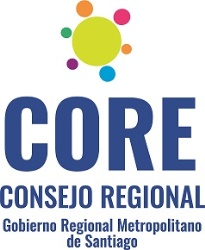 CORE
CONSEJO REGIONAL
Gobierno Regional Metropolitano
de Santiago